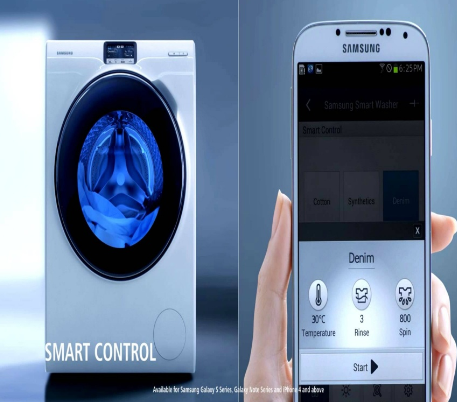 SAMSUNG
SMART CONTROL
SAMSUNG
6:25 PM
Samsung Smart Washer
Smart Control
Cotton
Synthetics
Denim
x
Denim
30°C
3
800
Temperature
Rinse
Spin
Start
Available for Samsung Galaxy S Series, Galaxy Note Series and iPhone 4 and above